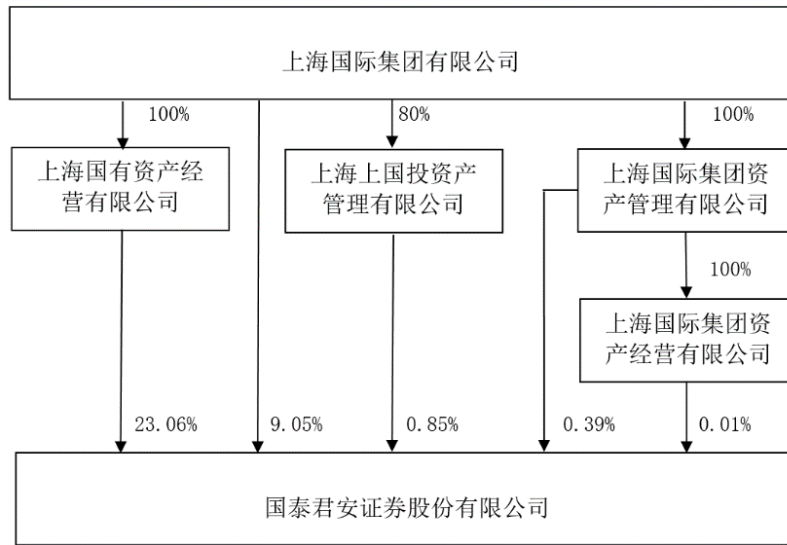 上海国际集团有限公司
100%
80%
100%
上海国有资产经
营有限公司
上海上国投资产
管理有限公司
上海国际集团资
产管理有限公司
100%
上海国际集团资
产经营有限公司
23.06%
9.05%
0.85%
0.39%
0.01%
国泰君安证券股份有限公司